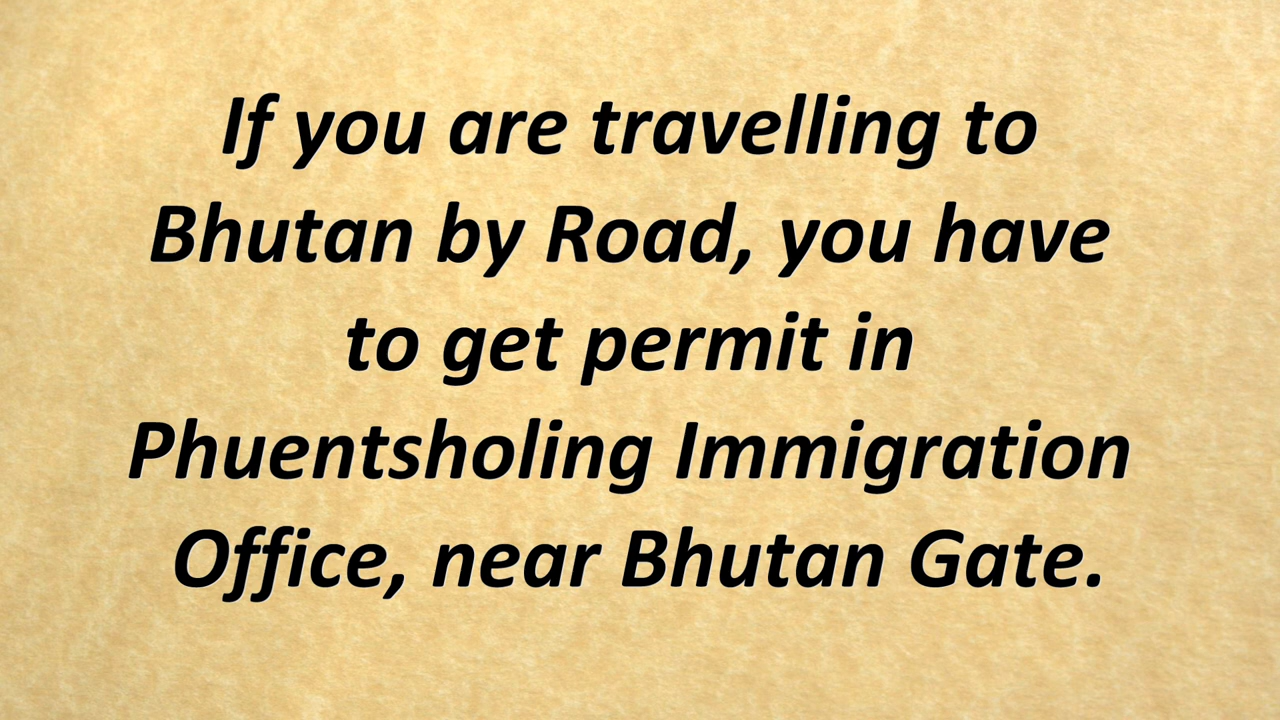 If you are travelling to
Bhutan by Road, you have
to get permit in
Phuentsholing Immigration
Office, near Bhutan Gate.